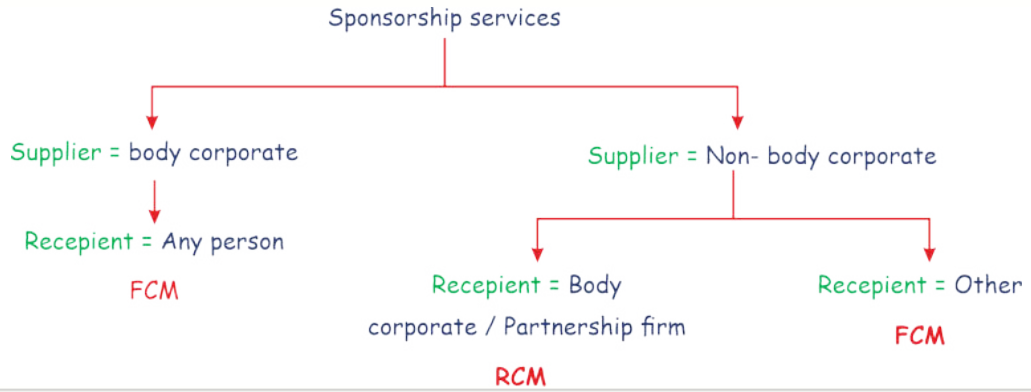 Sponsorship services
Supplier = body corporate
Recepient = Any person
FCM
Supplier = Non- body corporate
Recepient = Body
corporate / Partnership firm
RCM
Recepient = Other
FCM